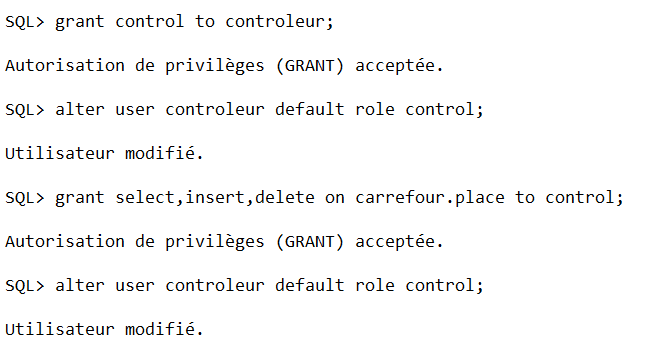 SQL> grant control to controleur;
Autorisation de privilèges (GRANT) acceptée.
SQL> alter user controleur default role control;
Utilisateur modifié.
SQL> grant select,insert,delete on carrefour.place to control;
Autorisation de privilèges (GRANT) acceptée.
SQL> alter user controleur default role control;
Utilisateur modifié.